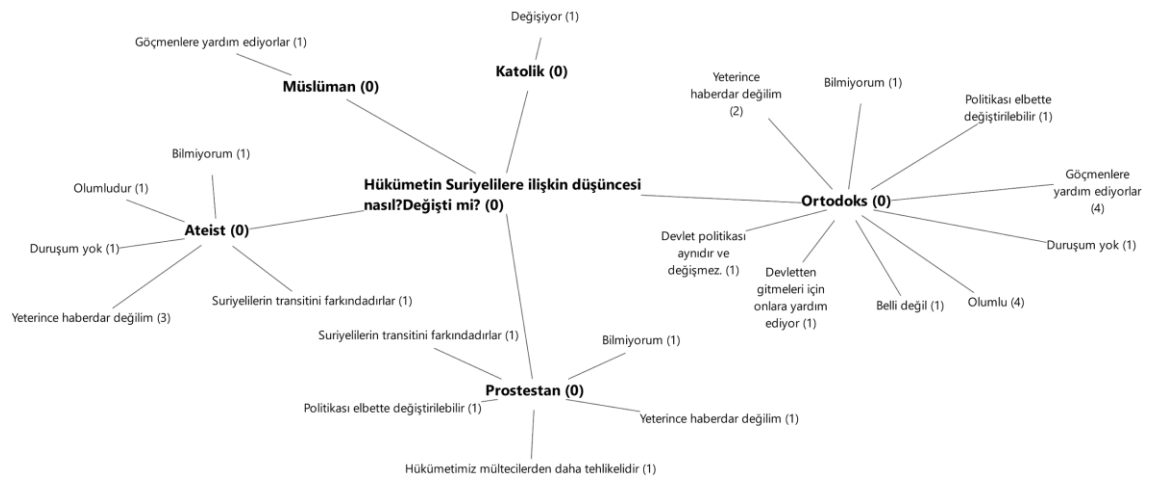 Değişiyor (1)
Katolik (0)
Göçmenlere yardım ediyorlar (1)
Müslüman (0)
Hükümetin Suriyelilere ilişkin düşüncesi
nasıl?Değişti mi? (0)
Bilmiyorum (1)
Olumludur (1)
Ateist (0)
Duruşum yok (1)
Yeterince haberdar değilim (3)
Suriyelilerin transitini farkındadırlar (1)
Yeterince
haberdar değilim
(2)
Bilmiyorum (1)
Politikası elbette
değiştirilebilir (1)
Göçmenlere
yardım ediyorlar
(4)
Ortodoks (0)
Duruşum yok (1)
Devlet politikası
aynıdır ve
değişmez. (1)
Devletten
gitmeleri için
onlara yardım
ediyor (1)
Belli değil (1)
Olumlu (4)
Suriyelilerin transitini farkındadırlar (1)
Bilmiyorum (1)
Prostestan (0)
Politikası elbette değiştirilebilir (1)
Yeterince haberdar değilim (1)
Hükümetimiz mültecilerden daha tehlikelidir (1)